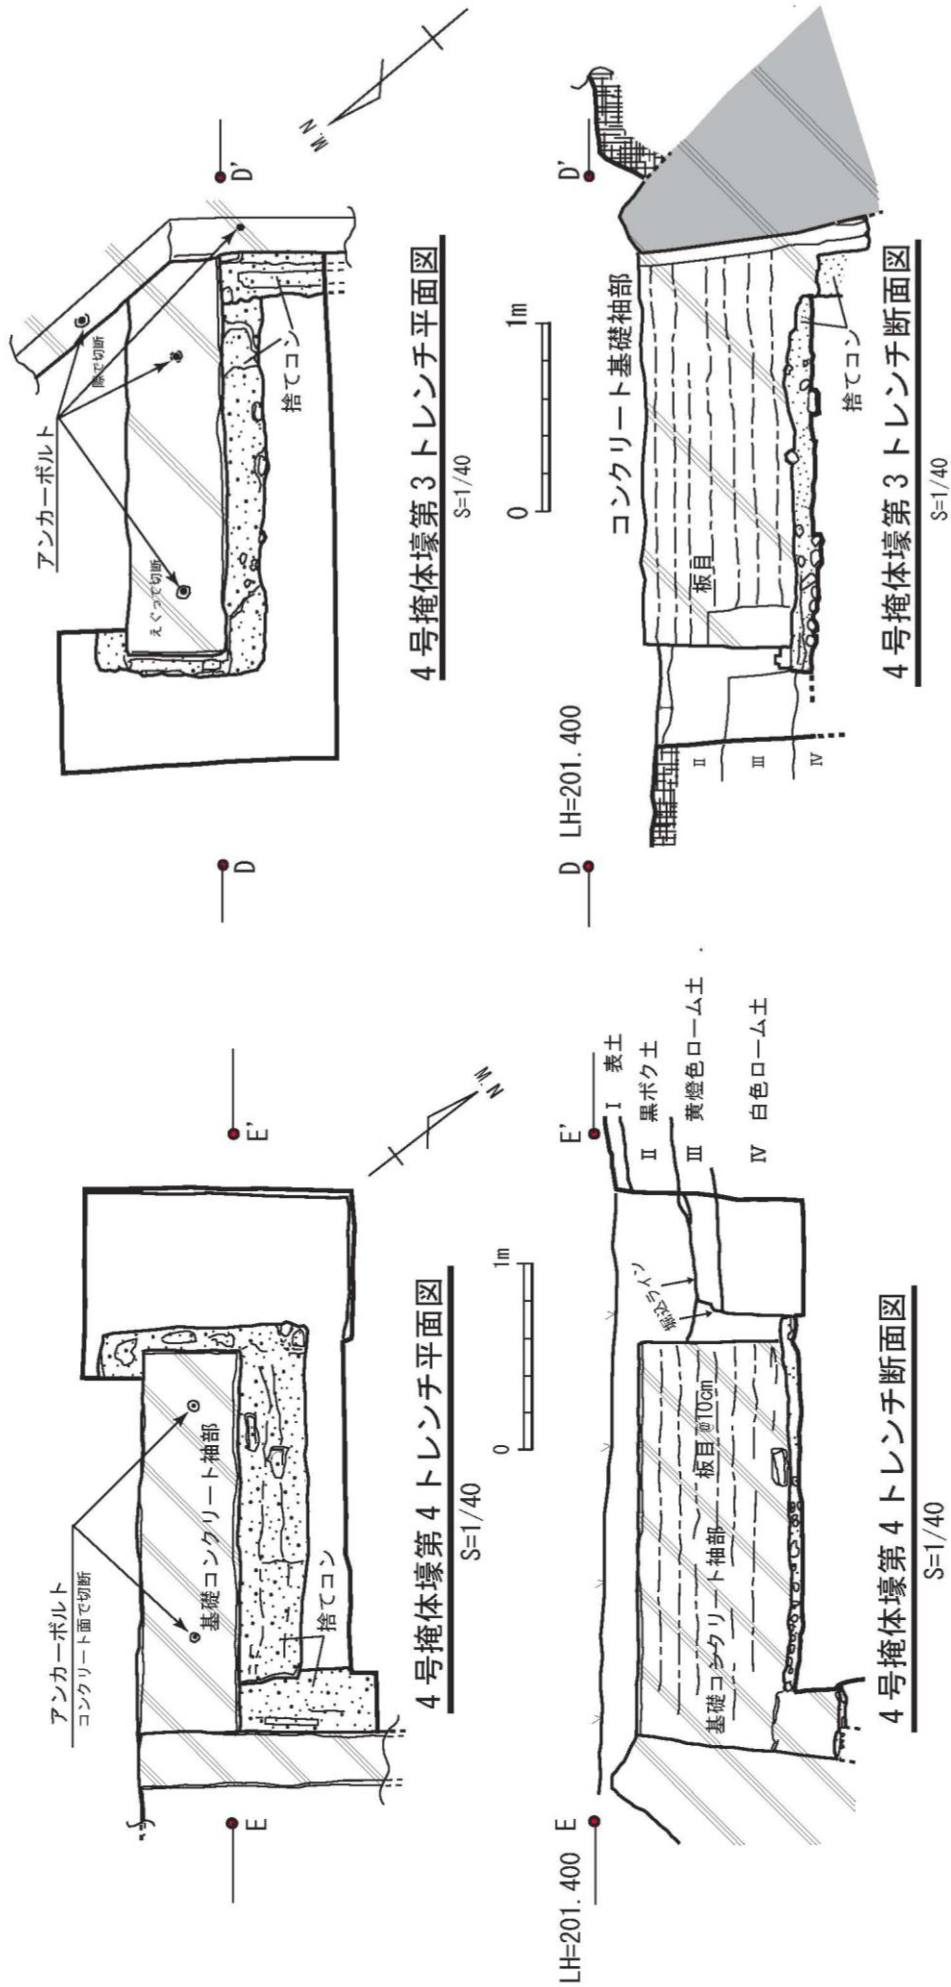 アンカーボルト
コンクリート面で切断
基礎コンクリート袖部
捨てコン
E
E'
M.N
4号掩体壕第4トレンチ平面図
S=1/40
0
1m
LH=201.400
E
E'
Ⅰ 表土
Ⅱ 黒ボク土
Ⅲ 黄燈色ローム土
Ⅳ 白色ローム土
掘込ライン
板目@10cm
基礎コンクリート袖部
4号掩体壕第4トレンチ断面図
S=1/40
アンカーボルト
際で切断
えぐって切断
捨てコン
D
D'
M.N
4号掩体壕第3トレンチ平面図
S=1/40
0
1m
D
LH=201.400
D'
コンクリート基礎袖部
板目
Ⅱ
Ⅲ
Ⅳ
捨てコン
4号掩体壕第3トレンチ断面図
S=1/40